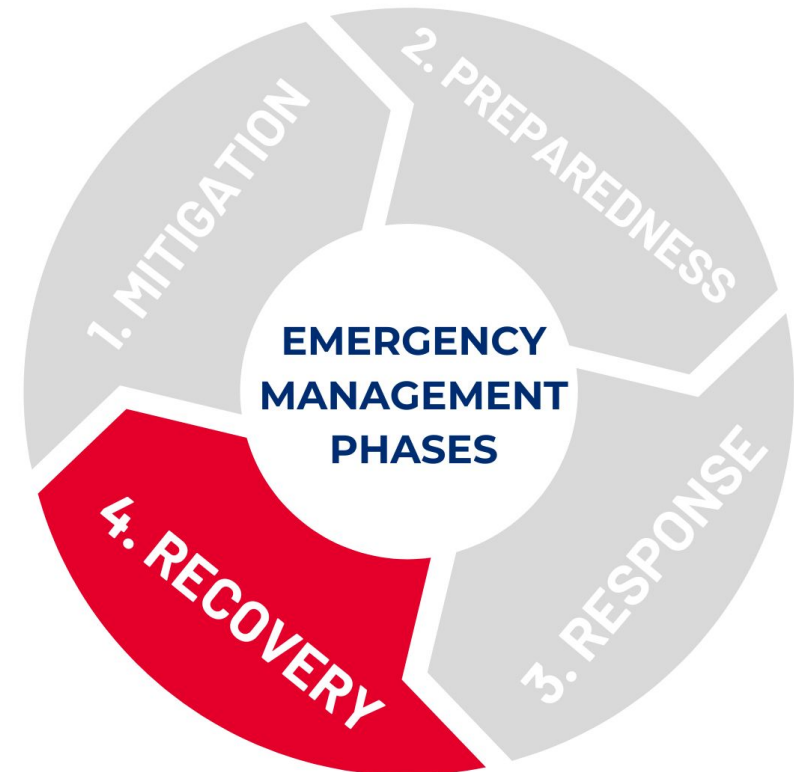 1. MITIGATION
2. PREPAREDNESS
EMERGENCY
MANAGEMENT
PHASES
3. RESPONSE
4. RECOVERY